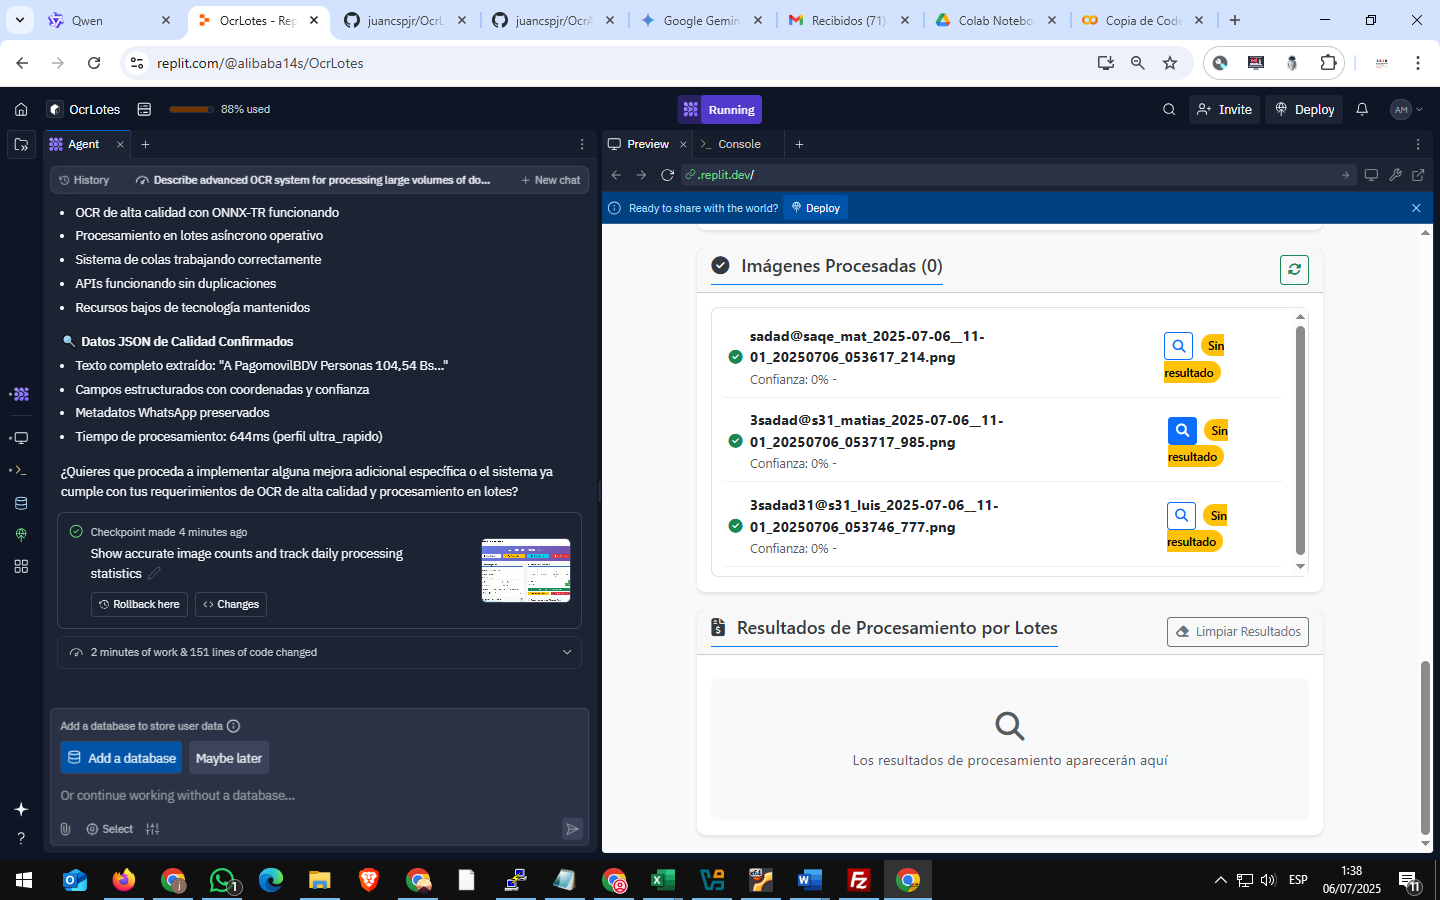 Qwen
OcrLotes - Rep
juancspjr/OcrL
juancspjr/OcrA
Google Gemin
Recibidos (71)
Colab Notebo
Copia de Code
replit.com/@alibaba14s/OcrLotes
OcrLotes
88% used
Running
Invite
Deploy
AM
Agent
Preview
Console
History
Describe advanced OCR system for processing large volumes of do...
New chat
.replit.dev/
Ready to share with the world?
Deploy
• OCR de alta calidad con ONNX-TR funcionando
• Procesamiento en lotes asíncrono operativo
• Sistema de colas trabajando correctamente
• APIs funcionando sin duplicaciones
• Recursos bajos de tecnología mantenidos
🔍 Datos JSON de Calidad Confirmados
• Texto completo extraído: "A PagomovilBDV Personas 104,54 Bs..."
• Campos estructurados con coordenadas y confianza
• Metadatos WhatsApp preservados
• Tiempo de procesamiento: 644ms (perfil ultra_rapido)
¿Quieres que proceda a implementar alguna mejora adicional específica o el sistema ya
cumple con tus requerimientos de OCR de alta calidad y procesamiento en lotes?
Checkpoint made 4 minutes ago
Show accurate image counts and track daily processing
statistics
Rollback here
Changes
2 minutes of work & 151 lines of code changed
Add a database to store user data
Add a database
Maybe later
Or continue working without a database...
Select
Imágenes Procesadas (0)
sadad@saqe_mat_2025-07-06__11-
01_20250706_053617_214.png
Confianza: 0% -
Sin
resultado
3sadad@s31_matias_2025-07-06__11-
01_20250706_053717_985.png
Confianza: 0% -
Sin
resultado
3sadad31@s31_luis_2025-07-06__11-
01_20250706_053746_777.png
Confianza: 0% -
Sin
resultado
Resultados de Procesamiento por Lotes
Limpiar Resultados
Los resultados de procesamiento aparecerán aquí
ESP
1:38
06/07/2025
11
1